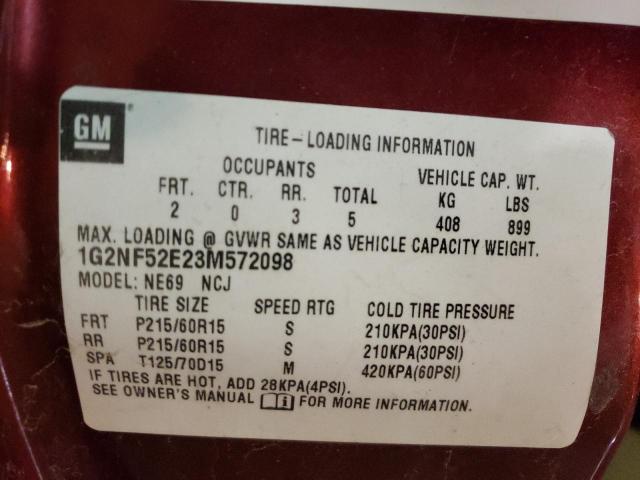 GM
TIRE-LOADING INFORMATION
OCCUPANTS VEHICLE CAP. WT.
FRT. CTR. RR. TOTAL KG LBS
2 0 3 5 408 899
MAX. LOADING @ GVWR SAME AS VEHICLE CAPACITY WEIGHT.
1G2NF52E23M572098
MODEL: NE69 NCJ
TIRE SIZE SPEED RTG COLD TIRE PRESSURE
FRT P215/60R15 S 210KPA(30PSI)
RR P215/60R15 S 210KPA(30PSI)
SPA T125/70D15 M 420KPA(60PSI)
IF TIRES ARE HOT, ADD 28KPA(4PSI).
SEE OWNER'S MANUAL i FOR MORE INFORMATION.